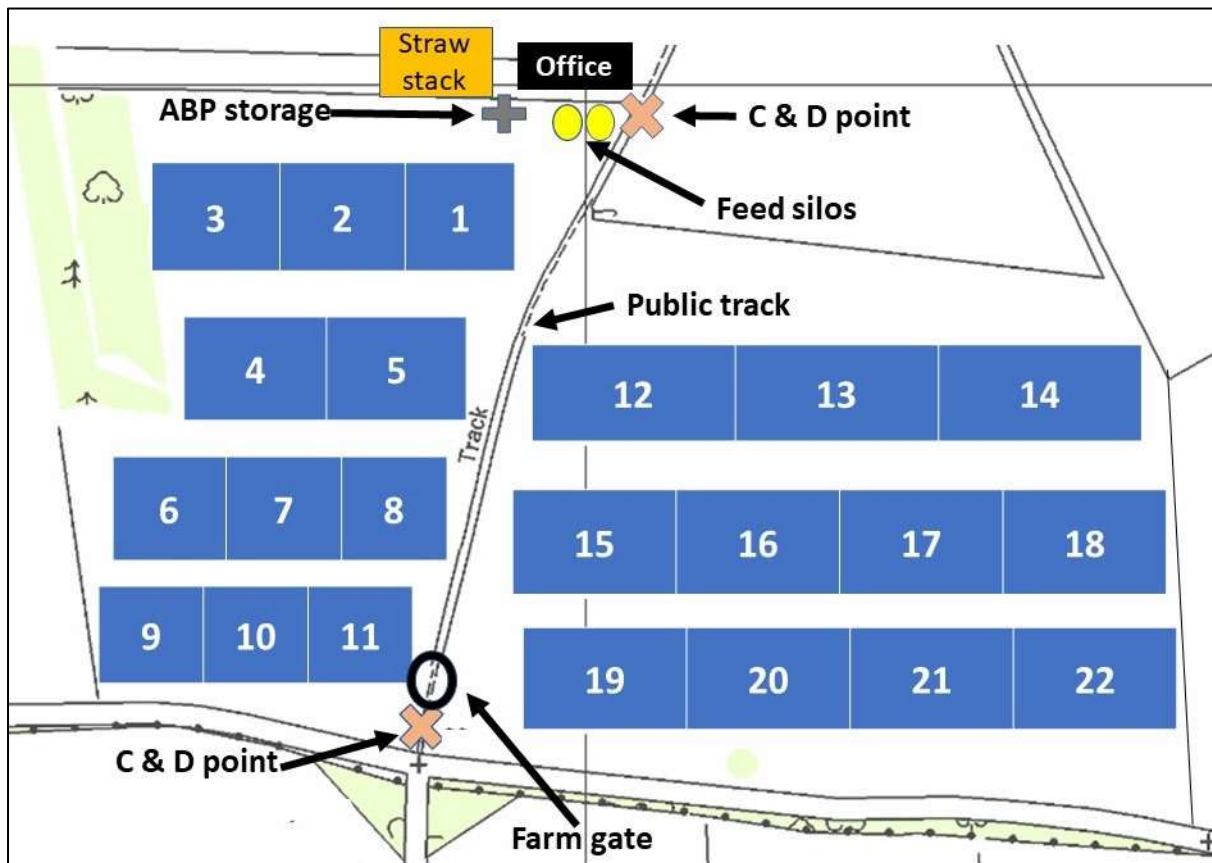 Straw
stack
Office
ABP storage
C & D point
Feed silos
3
2
1
Public track
4
5
12
13
14
Track
6
7
8
15
16
17
18
9
10
11
19
20
21
22
C & D point
Farm gate